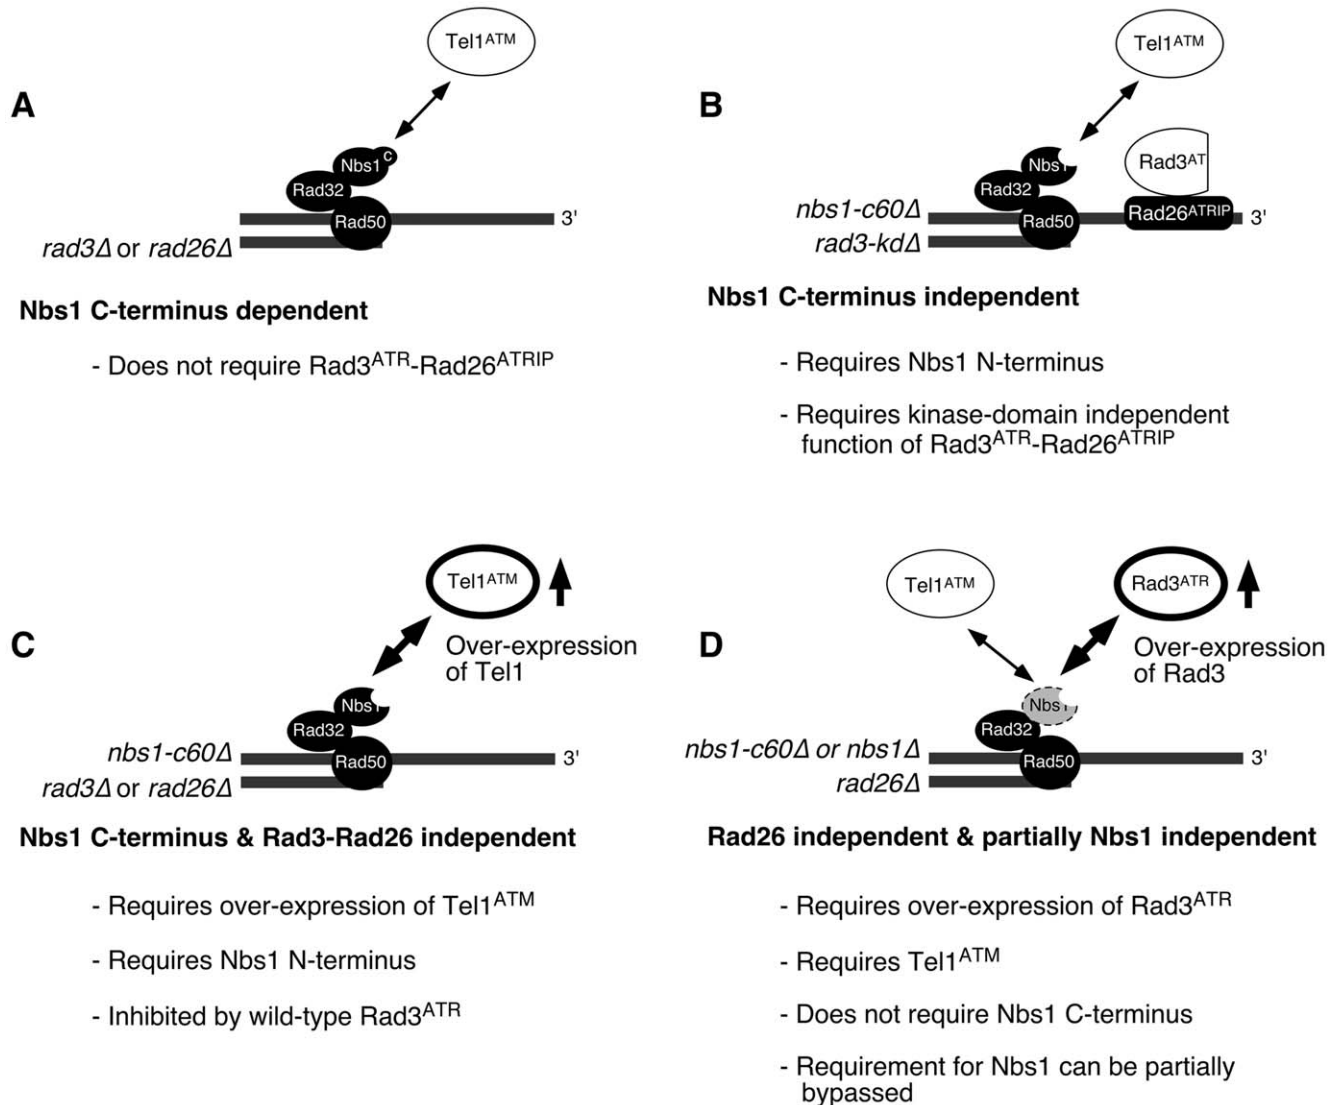 A
Tel1ATM
Nbs1
C
Rad32
Rad50
3'
rad3Δ or rad26Δ
Nbs1 C-terminus dependent
- Does not require Rad3ATR-Rad26ATRIP
B
Tel1ATM
Rad3AT
Nbs1
Rad32
Rad50
Rad26ATRIP
nbs1-c60Δ
rad3-kdΔ
Nbs1 C-terminus independent
- Requires Nbs1 N-terminus
- Requires kinase-domain independent
function of Rad3ATR-Rad26ATRIP
C
Tel1ATM
Over-expression
of Tel1
Nbs1
Rad32
Rad50
3'
nbs1-c60Δ
rad3Δ or rad26Δ
Nbs1 C-terminus & Rad3-Rad26 independent
- Requires over-expression of Tel1ATM
- Requires Nbs1 N-terminus
- Inhibited by wild-type Rad3ATR
D
Tel1ATM
Rad3ATR
Over-expression
of Rad3
Nbs1
Rad32
Rad50
3'
nbs1-c60Δ or nbs1Δ
rad26Δ
Rad26 independent & partially Nbs1 independent
- Requires over-expression of Rad3ATR
- Requires Tel1ATM
- Does not require Nbs1 C-terminus
- Requirement for Nbs1 can be partially
bypassed